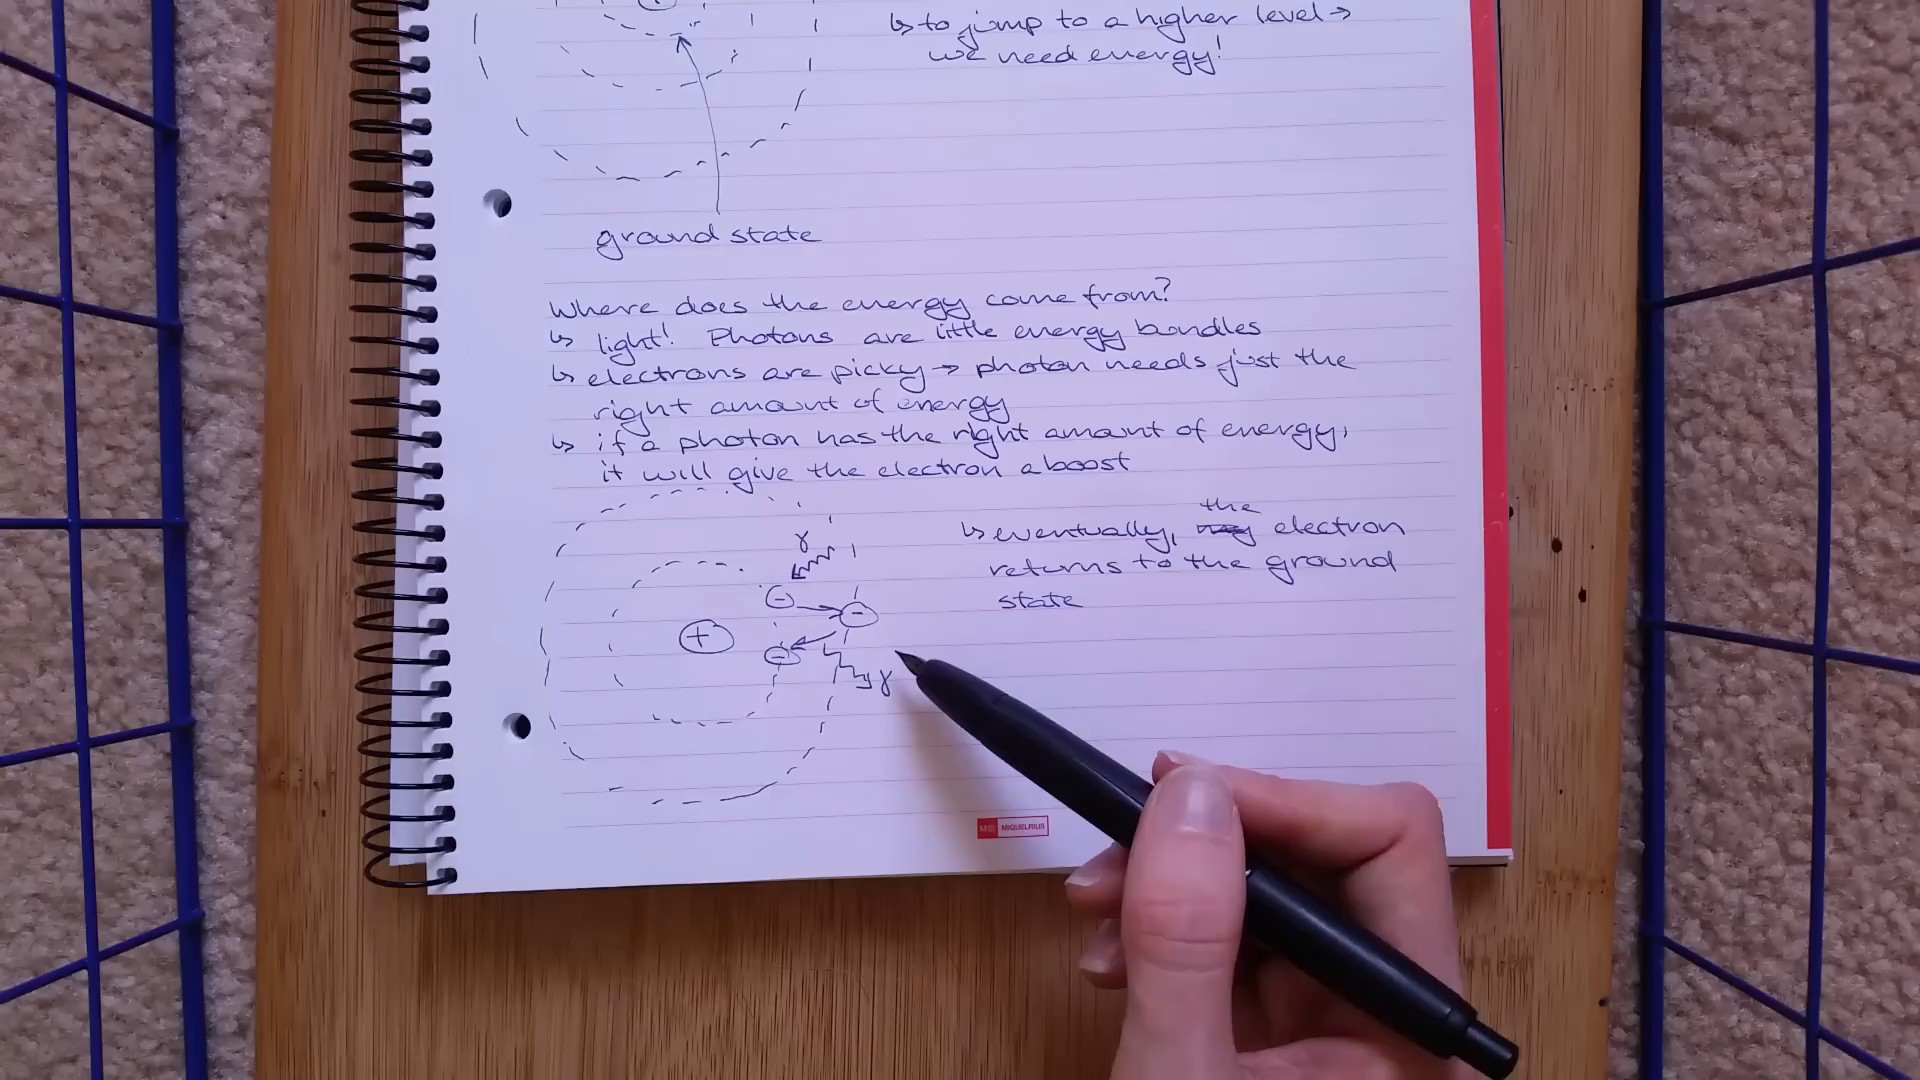 ↳ to jump to a higher level →
we need energy!
ground state
Where does the energy come from?
↳ light! Photons are little energy bundles
↳ electrons are picky → photon needs just the
right amount of energy
↳ if a photon has the right amount of energy,
it will give the electron a boost
γ
-
-
+
-
γ
the
↳ eventually, electron
returns to the ground
state
MIQUELRIUS